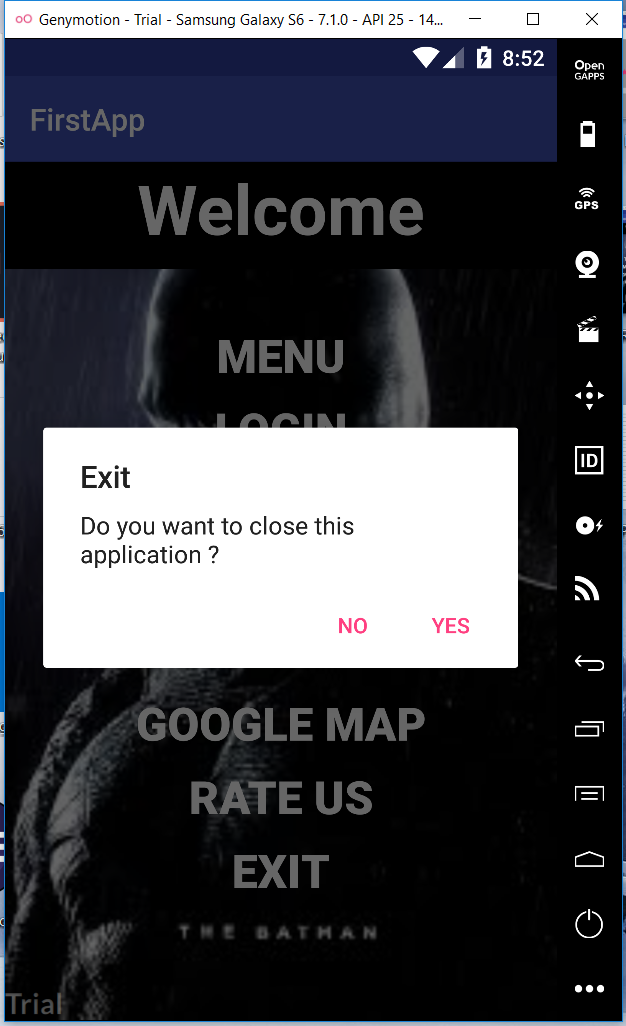 Genymotion - Trial - Samsung Galaxy S6 - 7.1.0 - API 25 - 14...
8:52
Open
GAPPS
FirstApp
GPS
Welcome
MENU
LOGIN
ID
Exit
Do you want to close this
application ?
NO YES
GOOGLE MAP
RATE US
EXIT
THE BATMAN
Trial